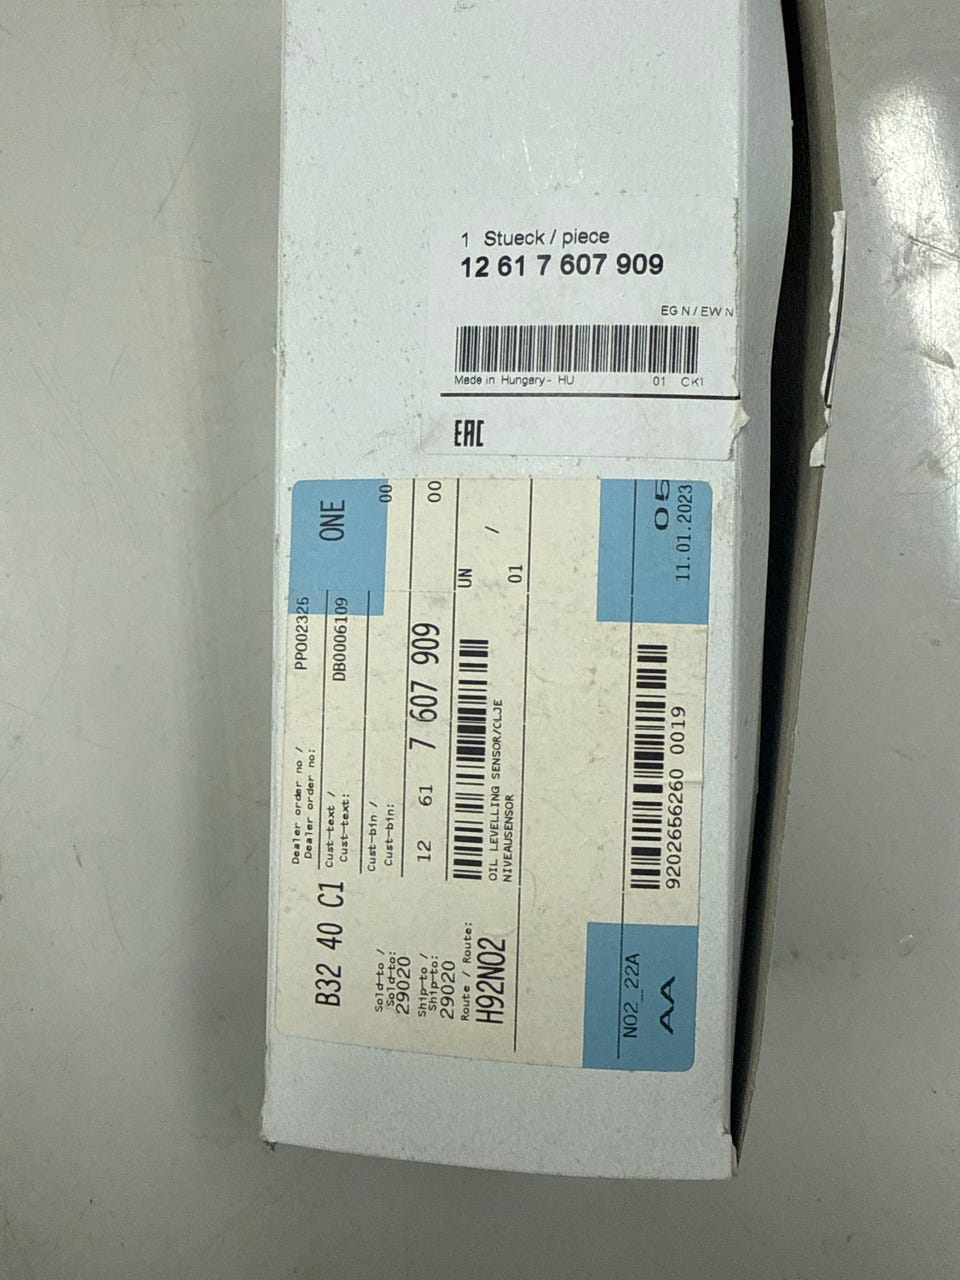 1 Stueck / piece
12 61 7 607 909
EG N / EW N
Made in Hungary - HU 01 CK1
EAC
B32 40 C1
Dealer order no /
Dealer order no:
PP002325
ONE
Cust-text /
Cust-text:
DB0006109
00
Sold-to /
Sold-to:
29020
Cust-bin /
Cust-bin:
Ship-to /
Ship-to:
29020
12 61 7 607 909
00
Route / Route:
H92N02
UN
/
OIL LEVELLING SENSOR/CLJE
NIVEAUSENSOR
01
N02_22A
AA
9202656260 0019
05
11.01.2023